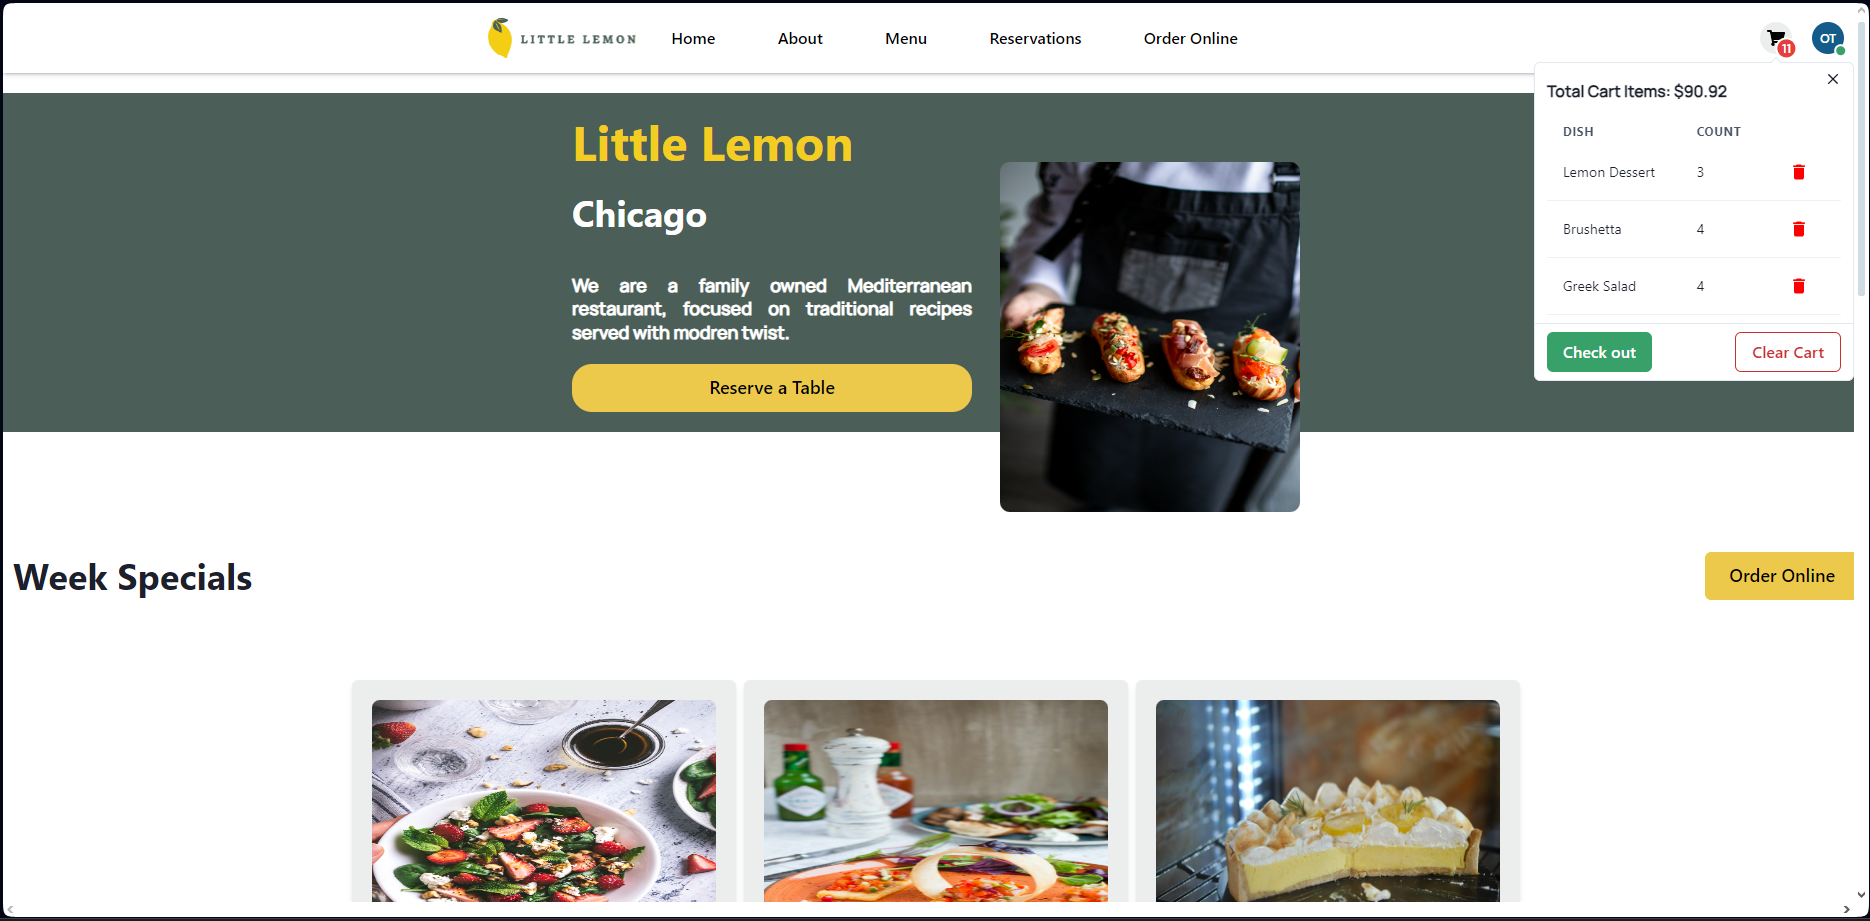 LITTLE LEMON
Home
About
Menu
Reservations
Order Online
11
OT
Total Cart Items: $90.92
DISH COUNT
Lemon Dessert 3
Brushetta 4
Greek Salad 4
Check out
Clear Cart
Little Lemon
Chicago
We are a family owned Mediterranean
restaurant, focused on traditional recipes
served with modren twist.
Reserve a Table
Week Specials
Order Online